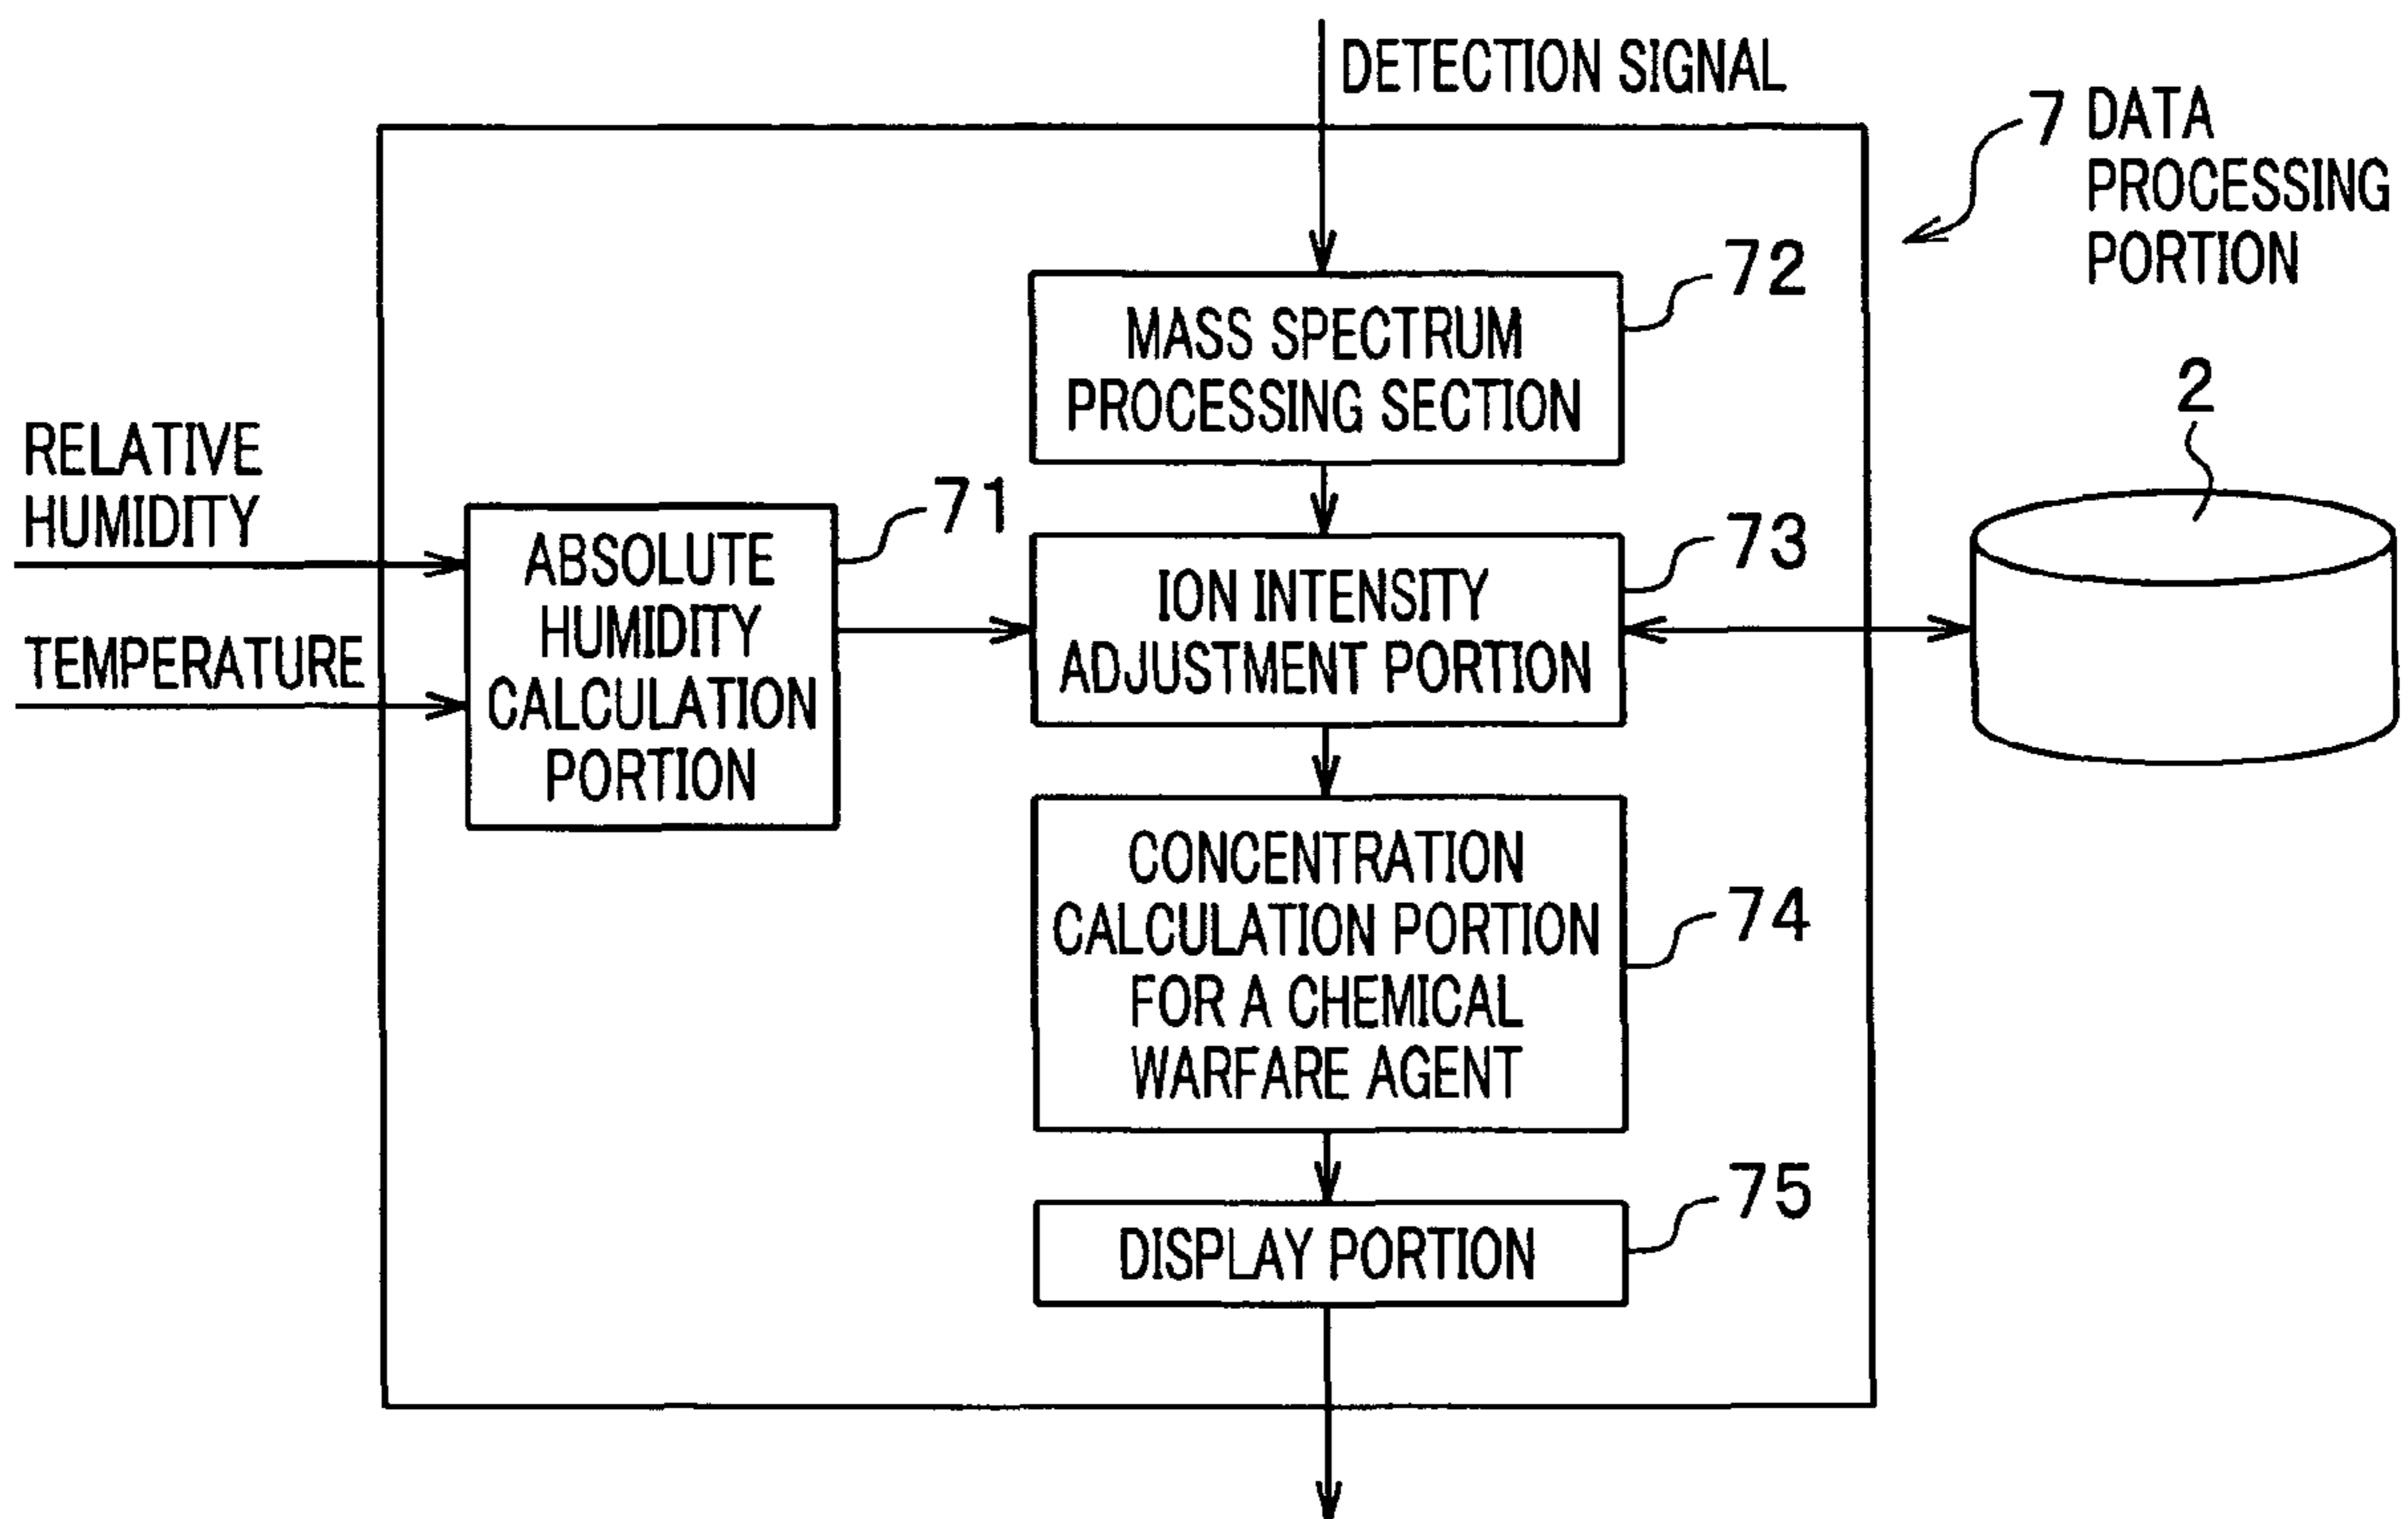 DETECTION SIGNAL
7 DATA
PROCESSING
PORTION
72
MASS SPECTRUM
PROCESSING SECTION
2
RELATIVE
HUMIDITY
TEMPERATURE
71
ABSOLUTE
HUMIDITY
CALCULATION
PORTION
73
ION INTENSITY
ADJUSTMENT PORTION
74
CONCENTRATION
CALCULATION PORTION
FOR A CHEMICAL
WARFARE AGENT
75
DISPLAY PORTION